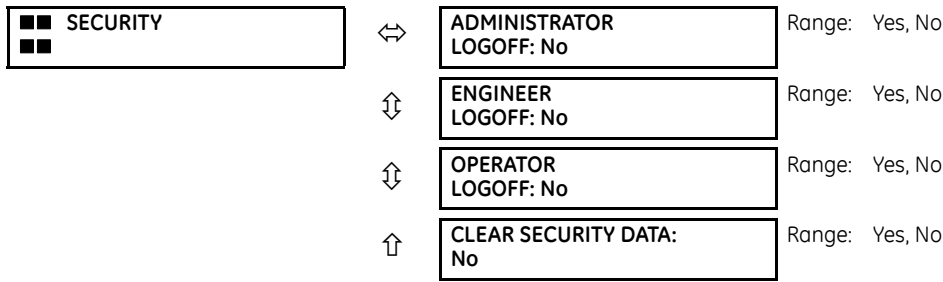 ■■ SECURITY
■■
ADMINISTRATOR
LOGOFF: No
Range: Yes, No
ENGINEER
LOGOFF: No
Range: Yes, No
OPERATOR
LOGOFF: No
Range: Yes, No
CLEAR SECURITY DATA:
No
Range: Yes, No